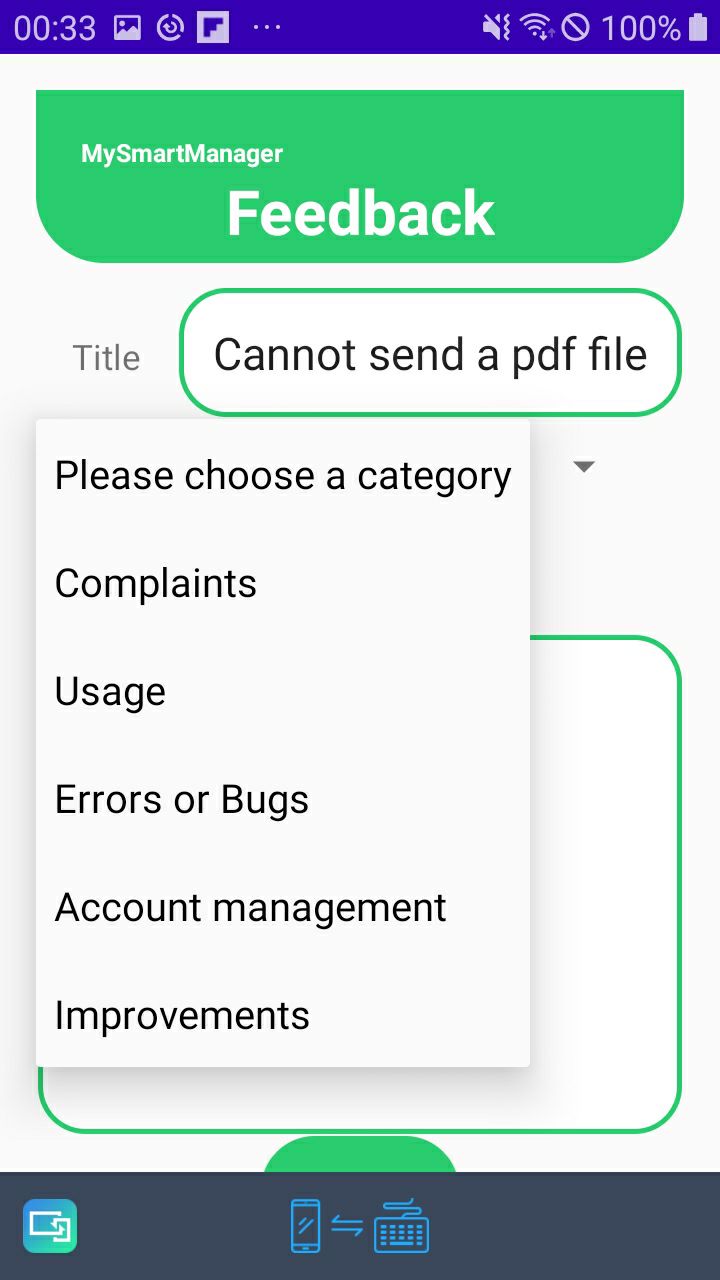 00:33
100%
MySmartManager
Feedback
Title
Cannot send a pdf file
Please choose a category
Complaints
Usage
Errors or Bugs
Account management
Improvements